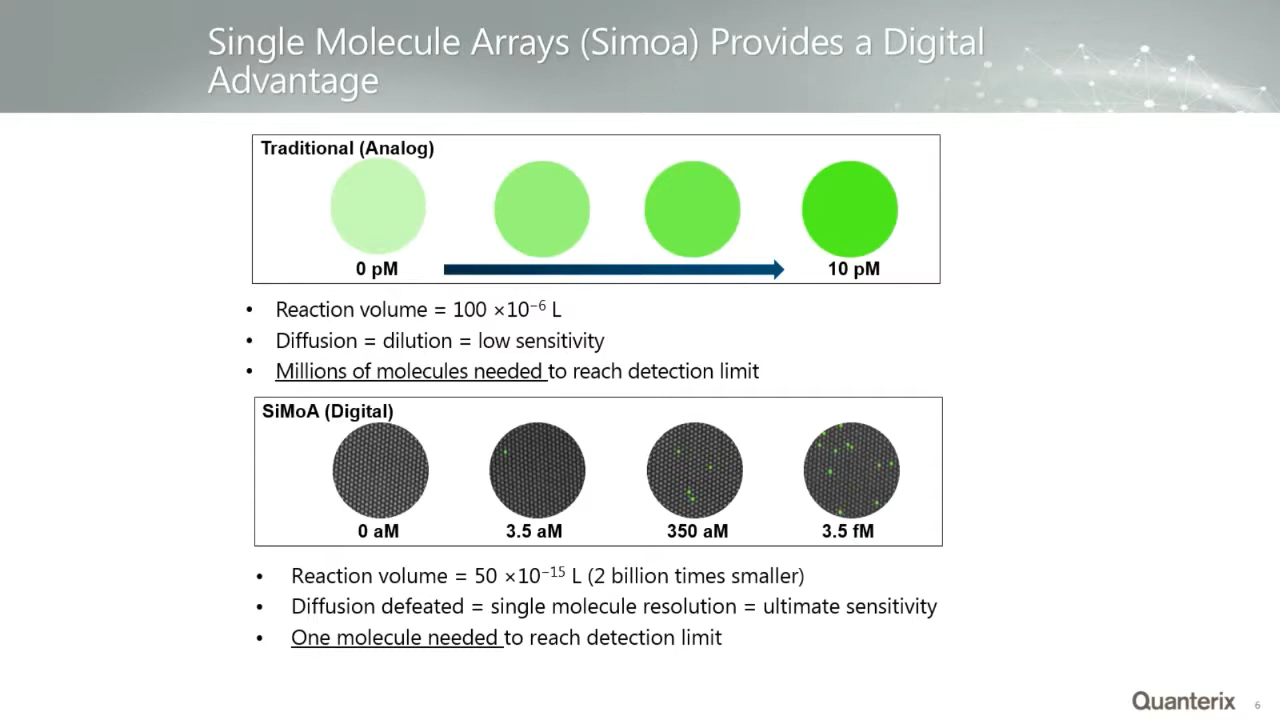 Single Molecule Arrays (Simoa) Provides a Digital
Advantage
Traditional (Analog)
0 pM
10 pM
• Reaction volume = 100 ×10⁻⁶ L
• Diffusion = dilution = low sensitivity
• Millions of molecules needed to reach detection limit
SiMoA (Digital)
0 aM
3.5 aM
350 aM
3.5 fM
• Reaction volume = 50 ×10⁻¹⁵ L (2 billion times smaller)
• Diffusion defeated = single molecule resolution = ultimate sensitivity
• One molecule needed to reach detection limit
Quanterix
6